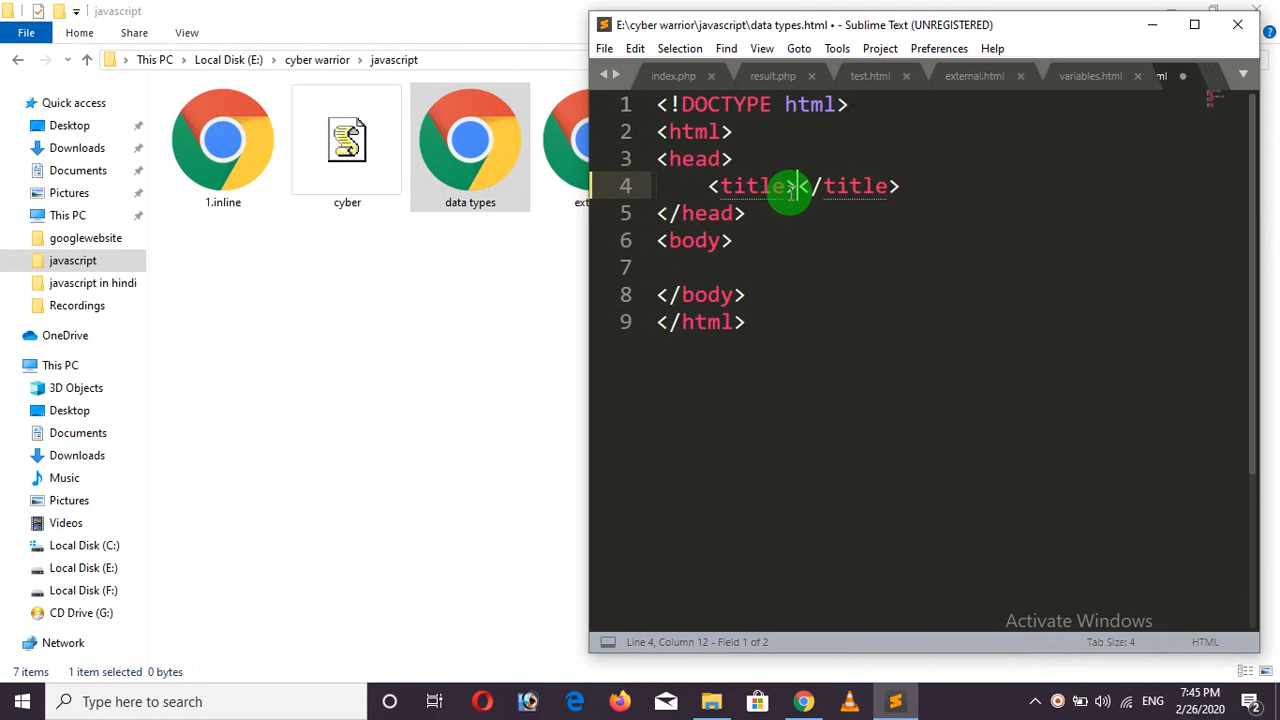 javascript
File
Home
Share
View
This PC
Local Disk (E:)
cyber warrior
javascript
Quick access
Desktop
Downloads
Documents
Pictures
This PC
googlewebsite
javascript
javascript in hindi
Recordings
OneDrive
This PC
3D Objects
Desktop
Documents
Downloads
Music
Pictures
Videos
Local Disk (C:)
Local Disk (E:)
Local Disk (F:)
CD Drive (G:)
Network
1.inline
cyber
data types
7 items
1 item selected 0 bytes
E:\cyber warrior\javascript\data types.html • - Sublime Text (UNREGISTERED)
File Edit Selection Find View Goto Tools Project Preferences Help
index.php
result.php
test.html
external.html
variables.html
1 <!DOCTYPE html>
2 <html>
3 <head>
4 <title></title>
5 </head>
6 <body>
7
8 </body>
9 </html>
Activate Windows
Line 4, Column 12 - Field 1 of 2
Tab Size: 4
HTML
Type here to search
ENG
7:45 PM
2/26/2020
2